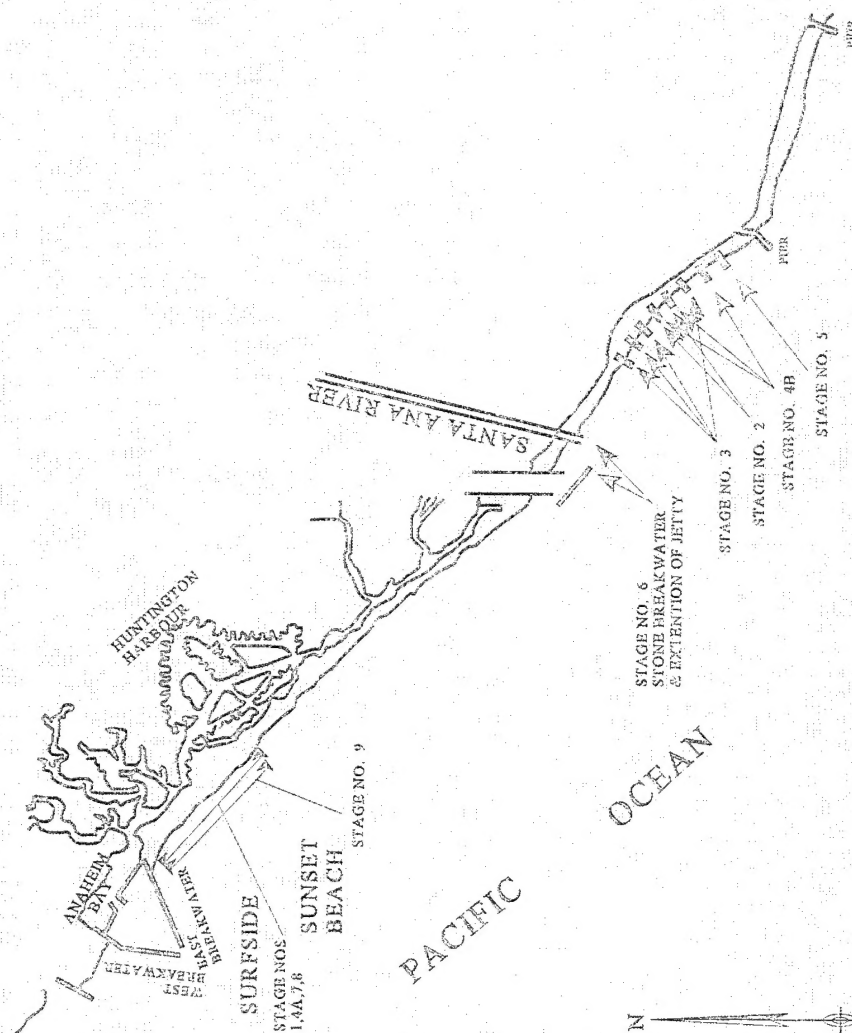 ANAHEIM
BAY
WEST
BREAKWATER
EAST
BREAKWATER
HUNTINGTON
HARBOUR
SURFSIDE
STAGE NOS
1,4A,7,8
SUNSET
BEACH
STAGE NO. 9
SANTA ANA RIVER
PACIFIC
OCEAN
STAGE NO. 6
STONE BREAKWATER
& EXTENTION OF JETTY
STAGE NO. 3
STAGE NO. 2
STAGE NO. 4B
STAGE NO. 5
PIER
PIER
N